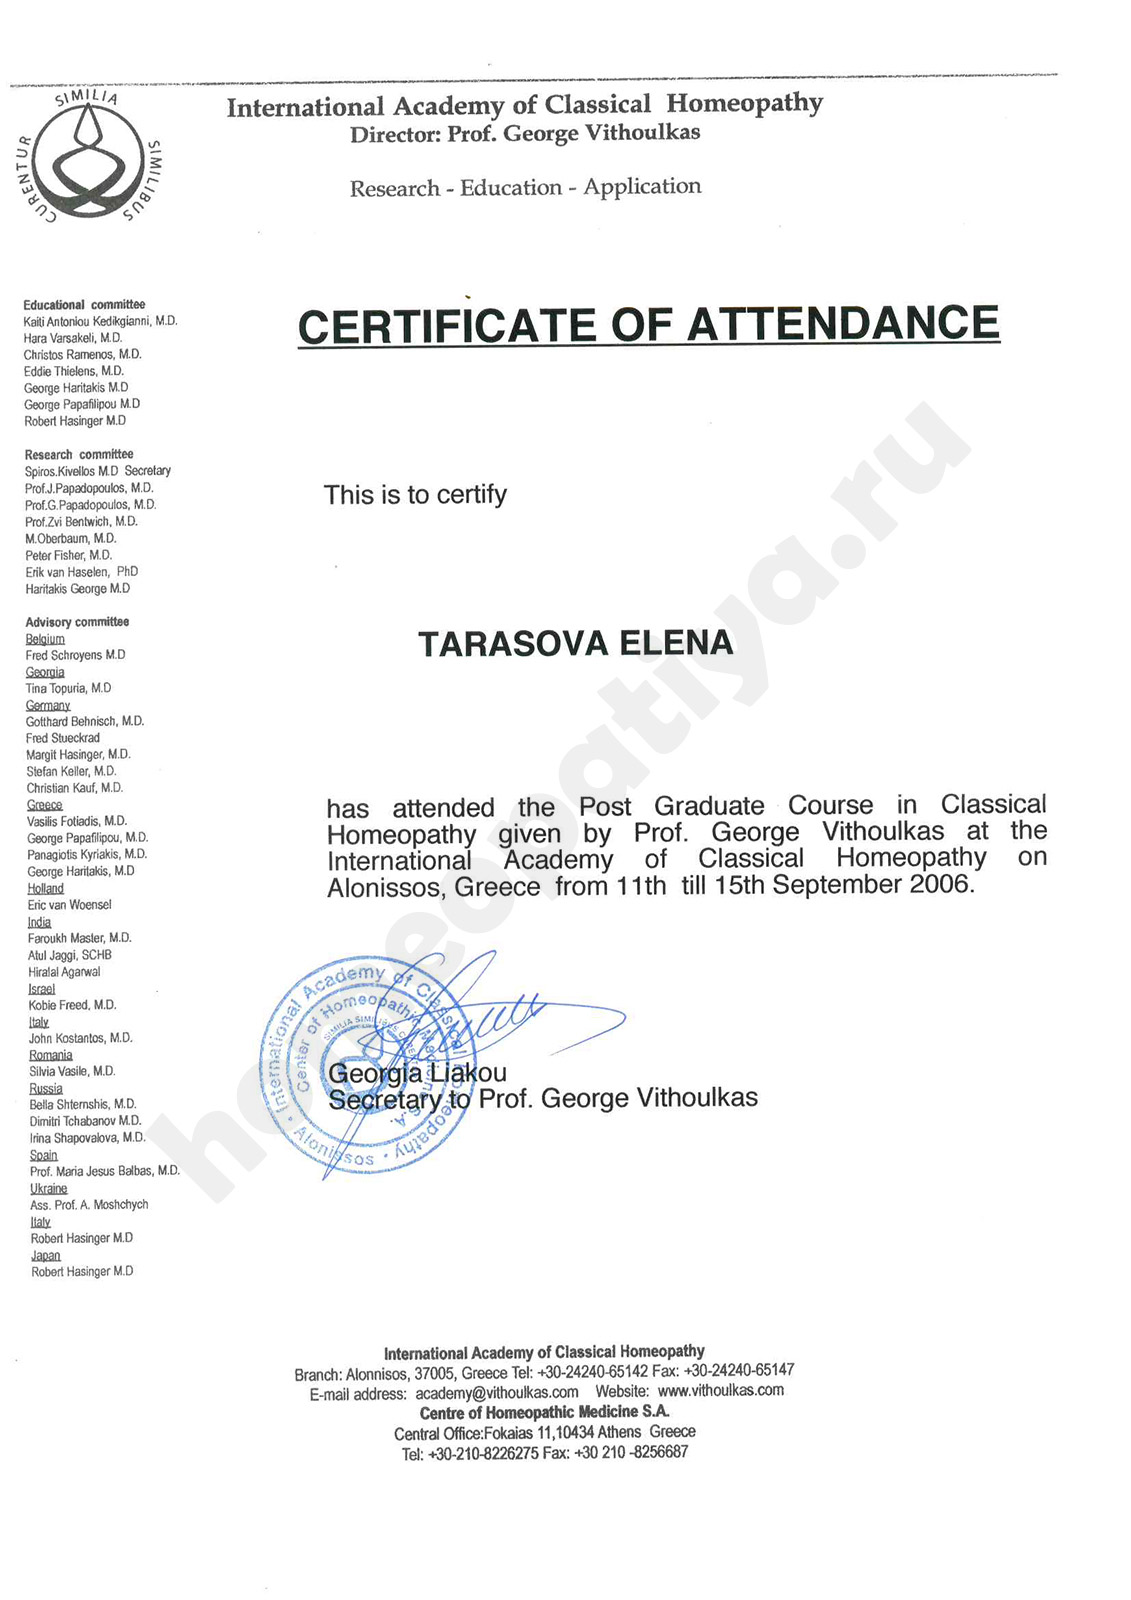 SIMILIA SIMILIBUS CURENTUR
International Academy of Classical Homeopathy
Director: Prof. George Vithoulkas
Research - Education - Application
Educational committee
Kaiti Antoniou Kedikgianni, M.D.
Hara Varsakeli, M.D.
Christos Ramenos, M.D.
Eddie Thielens, M.D.
George Haritakis M.D
George Papafilipou M.D
Robert Hasinger M.D
Research committee
Spiros.Kivellos M.D Secretary
Prof.J.Papadopoulos, M.D.
Prof.G.Papadopoulos, M.D.
Prof.Zvi Bentwich, M.D.
M.Oberbaum, M.D.
Peter Fisher, M.D.
Erik van Haselen, PhD
Haritakis George M.D
Advisory committee
Belgium
Fred Schroyens M.D
Georgia
Tina Topuria, M.D
Germany
Gotthard Behnisch, M.D.
Fred Stueckrad
Margit Hasinger, M.D.
Stefan Keller, M.D.
Christian Kauf, M.D.
Greece
Vasilis Fotiadis, M.D.
George Papafilipou, M.D.
Panagiotis Kyriakis, M.D.
George Haritakis, M.D
Holland
Eric van Woensel
India
Faroukh Master, M.D.
Atul Jaggi, SCHB
Hiralal Agarwal
Israel
Kobie Freed, M.D.
Italy
John Kostantos, M.D.
Romania
Silvia Vasile, M.D.
Russia
Bella Shternshis, M.D.
Dimitri Tchabanov M.D.
Irina Shapovalova, M.D.
Spain
Prof. Maria Jesus Balbas, M.D.
Ukraine
Ass. Prof. A. Moshchych
Italy
Robert Hasinger M.D
Japan
Robert Hasinger M.D
CERTIFICATE OF ATTENDANCE
This is to certify
TARASOVA ELENA
has attended the Post Graduate Course in Classical
Homeopathy given by Prof. George Vithoulkas at the
International Academy of Classical Homeopathy on
Alonissos, Greece from 11th till 15th September 2006.
International Academy of Classical Homeopathy • Alonissos •
Center of Homeopathic Medicine S.A.
SIMILIA SIMILIBUS
Georgia Liakou
Secretary to Prof. George Vithoulkas
homeopatiya.ru
International Academy of Classical Homeopathy
Branch: Alonnisos, 37005, Greece Tel: +30-24240-65142 Fax: +30-24240-65147
E-mail address: academy@vithoulkas.com Website: www.vithoulkas.com
Centre of Homeopathic Medicine S.A.
Central Office:Fokaias 11,10434 Athens Greece
Tel: +30-210-8226275 Fax: +30 210 -8256687